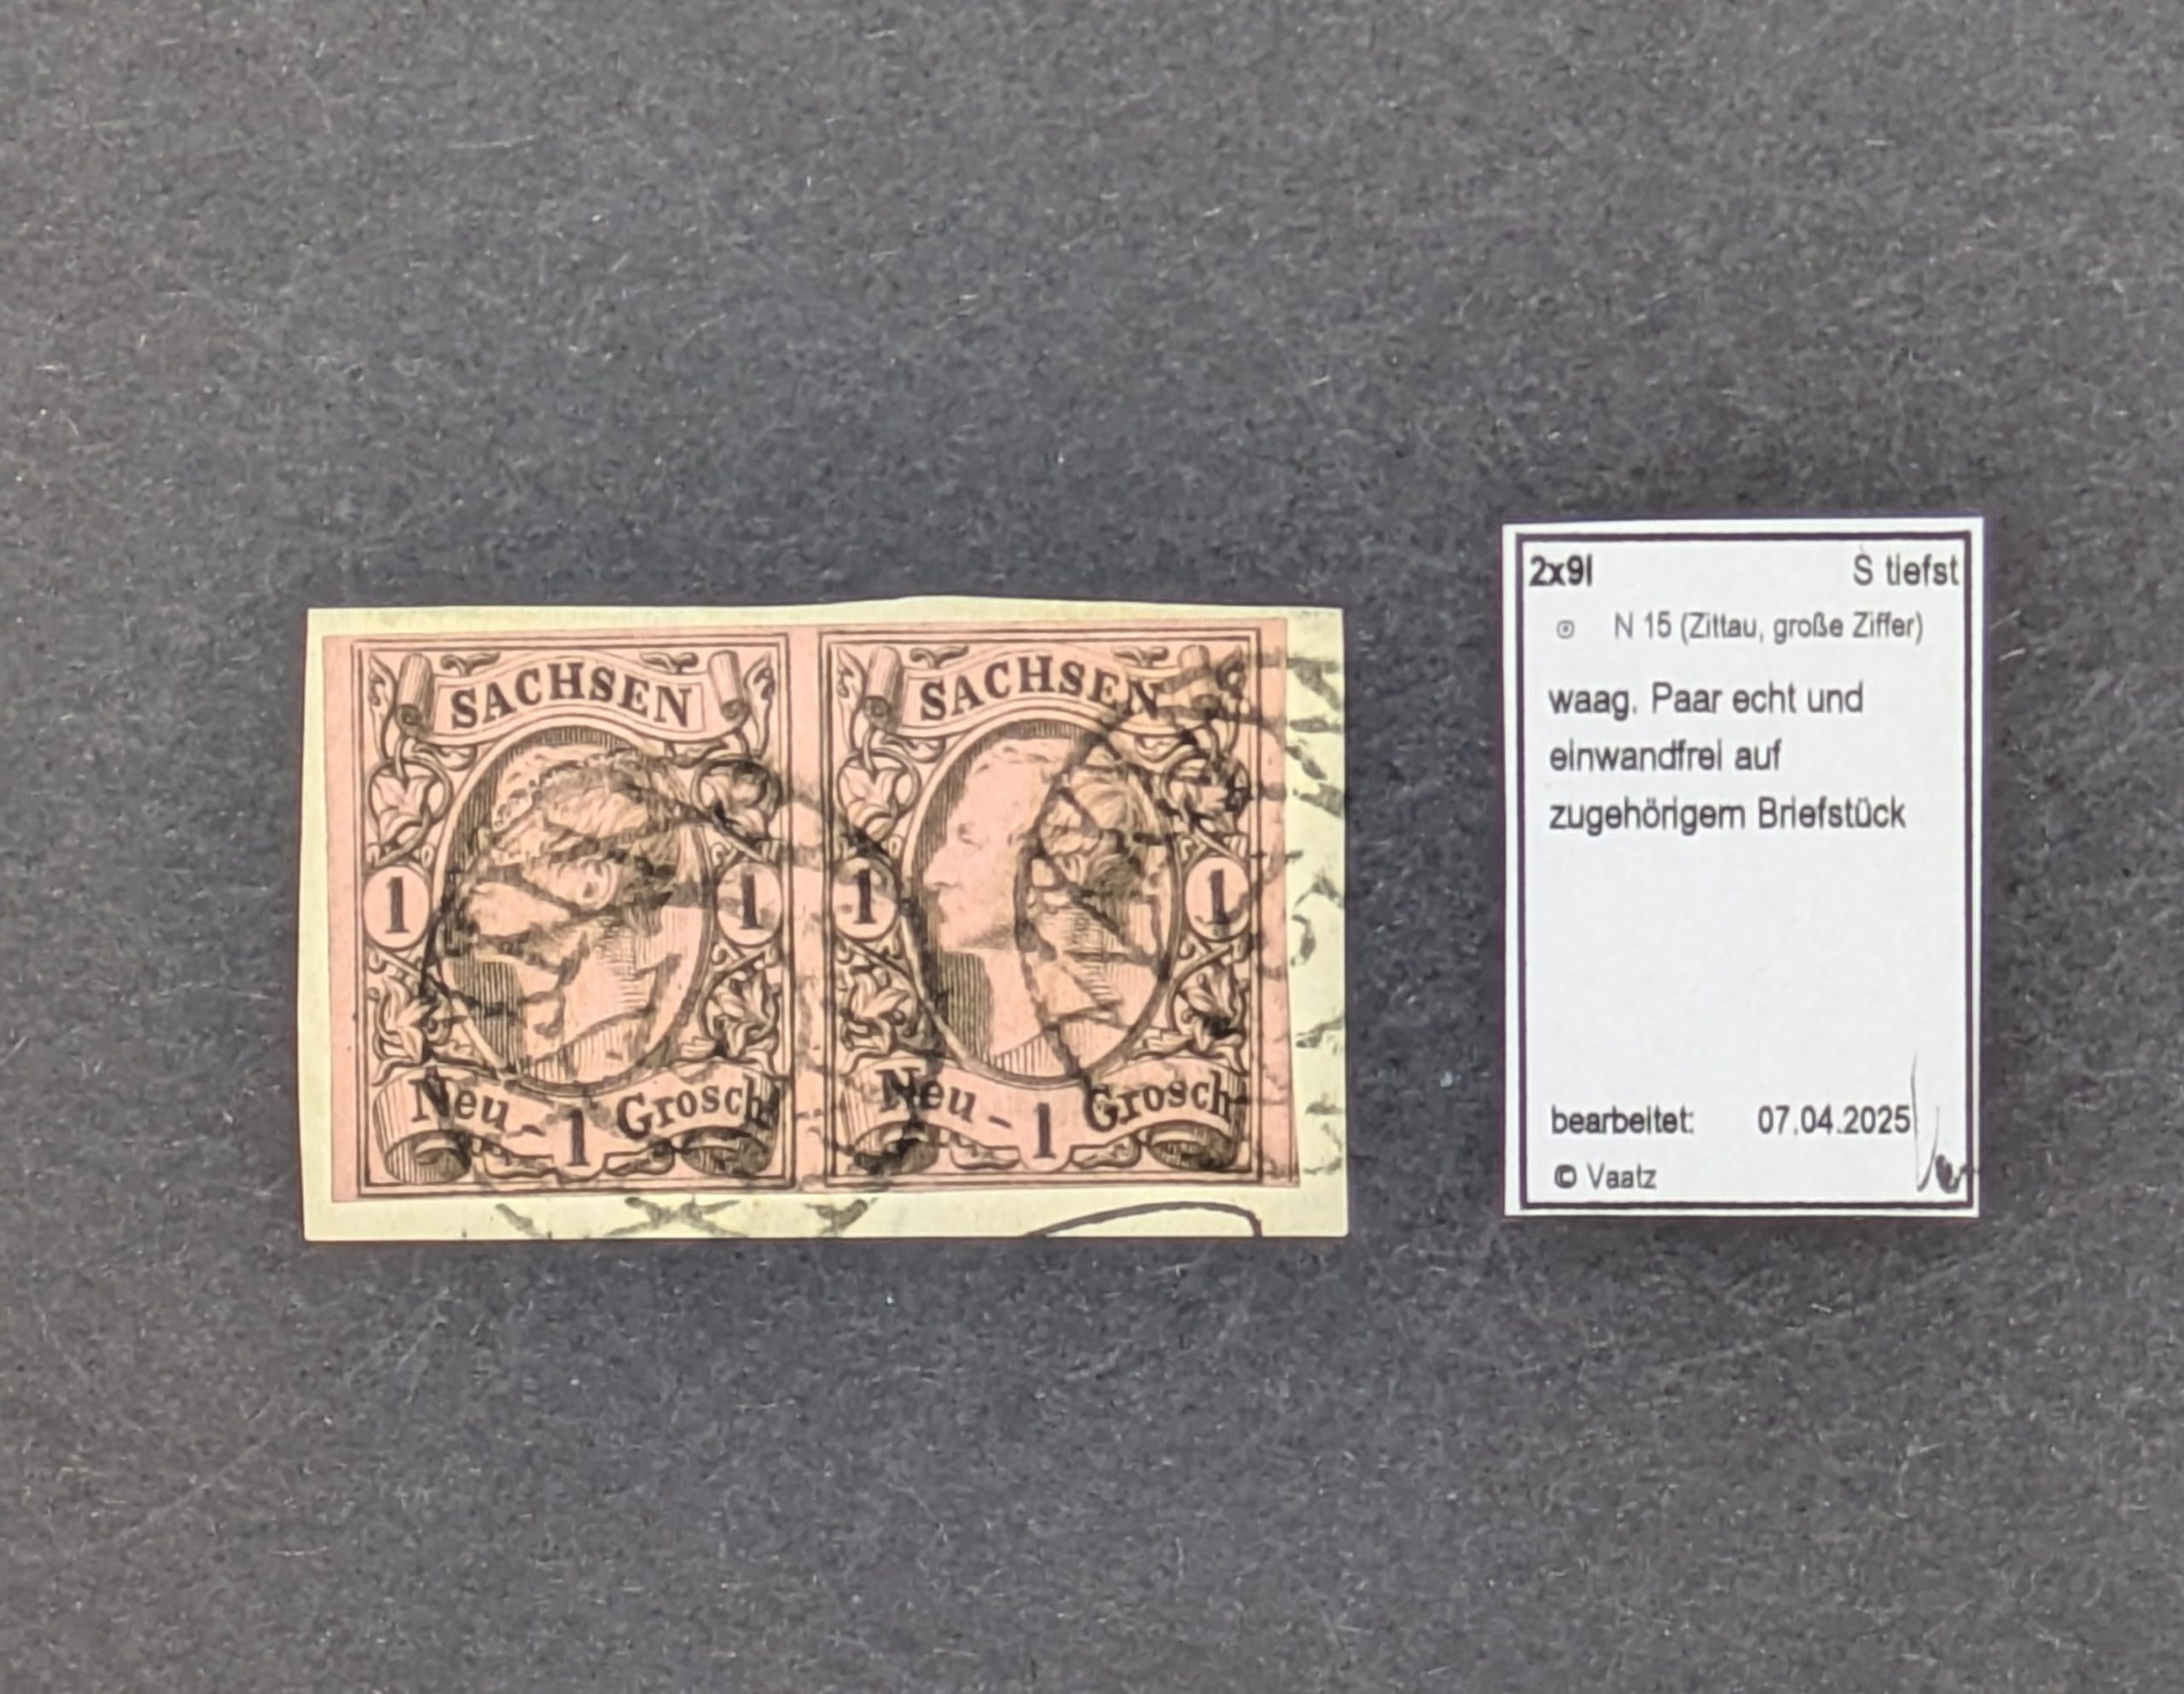 SACHSEN
1 1
Neu - 1 Grosch
SACHSEN
1 1
Neu - 1 Grosch
2x9I S tiefst
N 15 (Zittau, große Ziffer)
waag. Paar echt und
einwandfrei auf
zugehörigem Briefstück
bearbeitet: 07.04.2025
© Vaatz